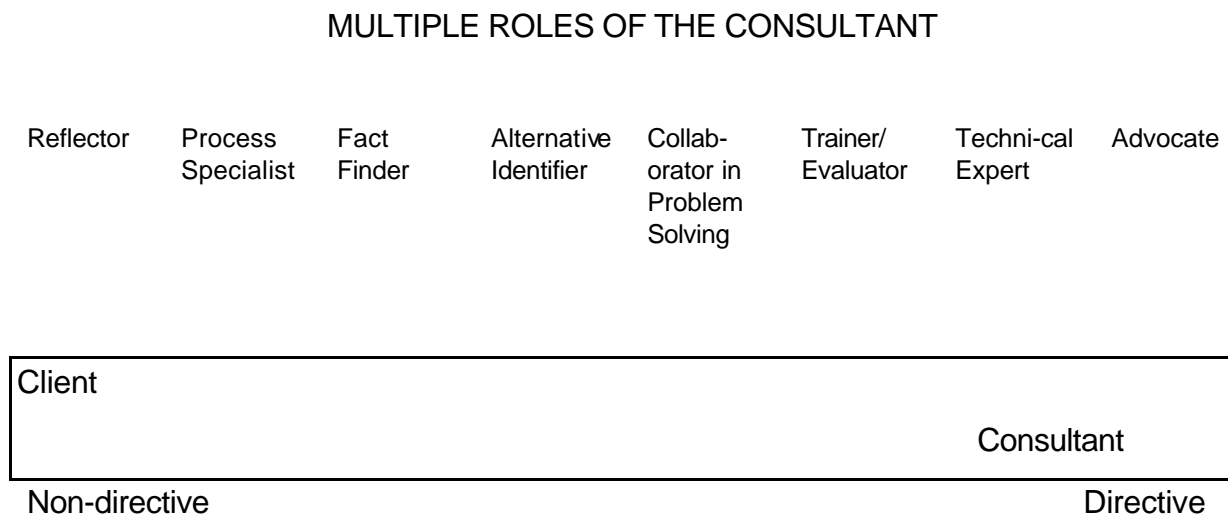 MULTIPLE ROLES OF THE CONSULTANT
Reflector
Process
Specialist
Fact
Finder
Alternative
Identifier
Collab-
orator in
Problem
Solving
Trainer/
Evaluator
Techni-cal
Expert
Advocate
Client
Consultant
Non-directive
Directive